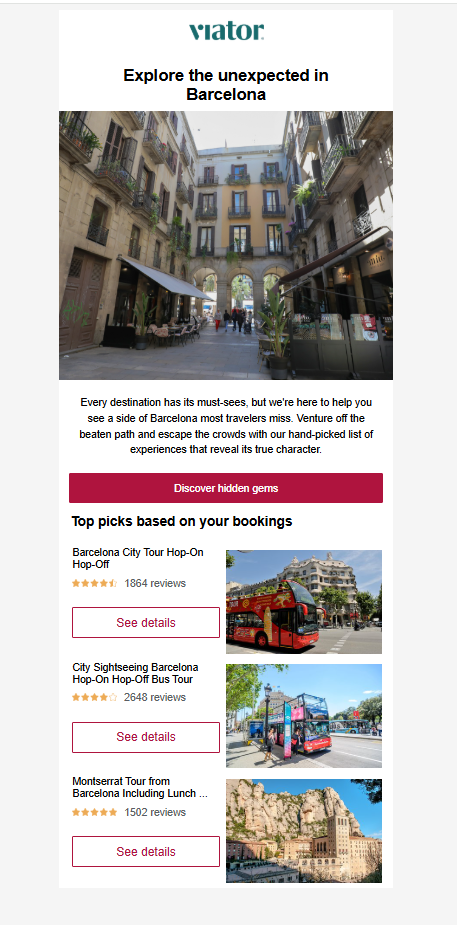 viator
Explore the unexpected in
Barcelona
Every destination has its must-sees, but we're here to help you
see a side of Barcelona most travelers miss. Venture off the
beaten path and escape the crowds with our hand-picked list of
experiences that reveal its true character.
Discover hidden gems
Top picks based on your bookings
Barcelona City Tour Hop-On
Hop-Off
1864 reviews
See details
City Sightseeing Barcelona
Hop-On Hop-Off Bus Tour
2648 reviews
See details
Montserrat Tour from
Barcelona Including Lunch ...
1502 reviews
See details